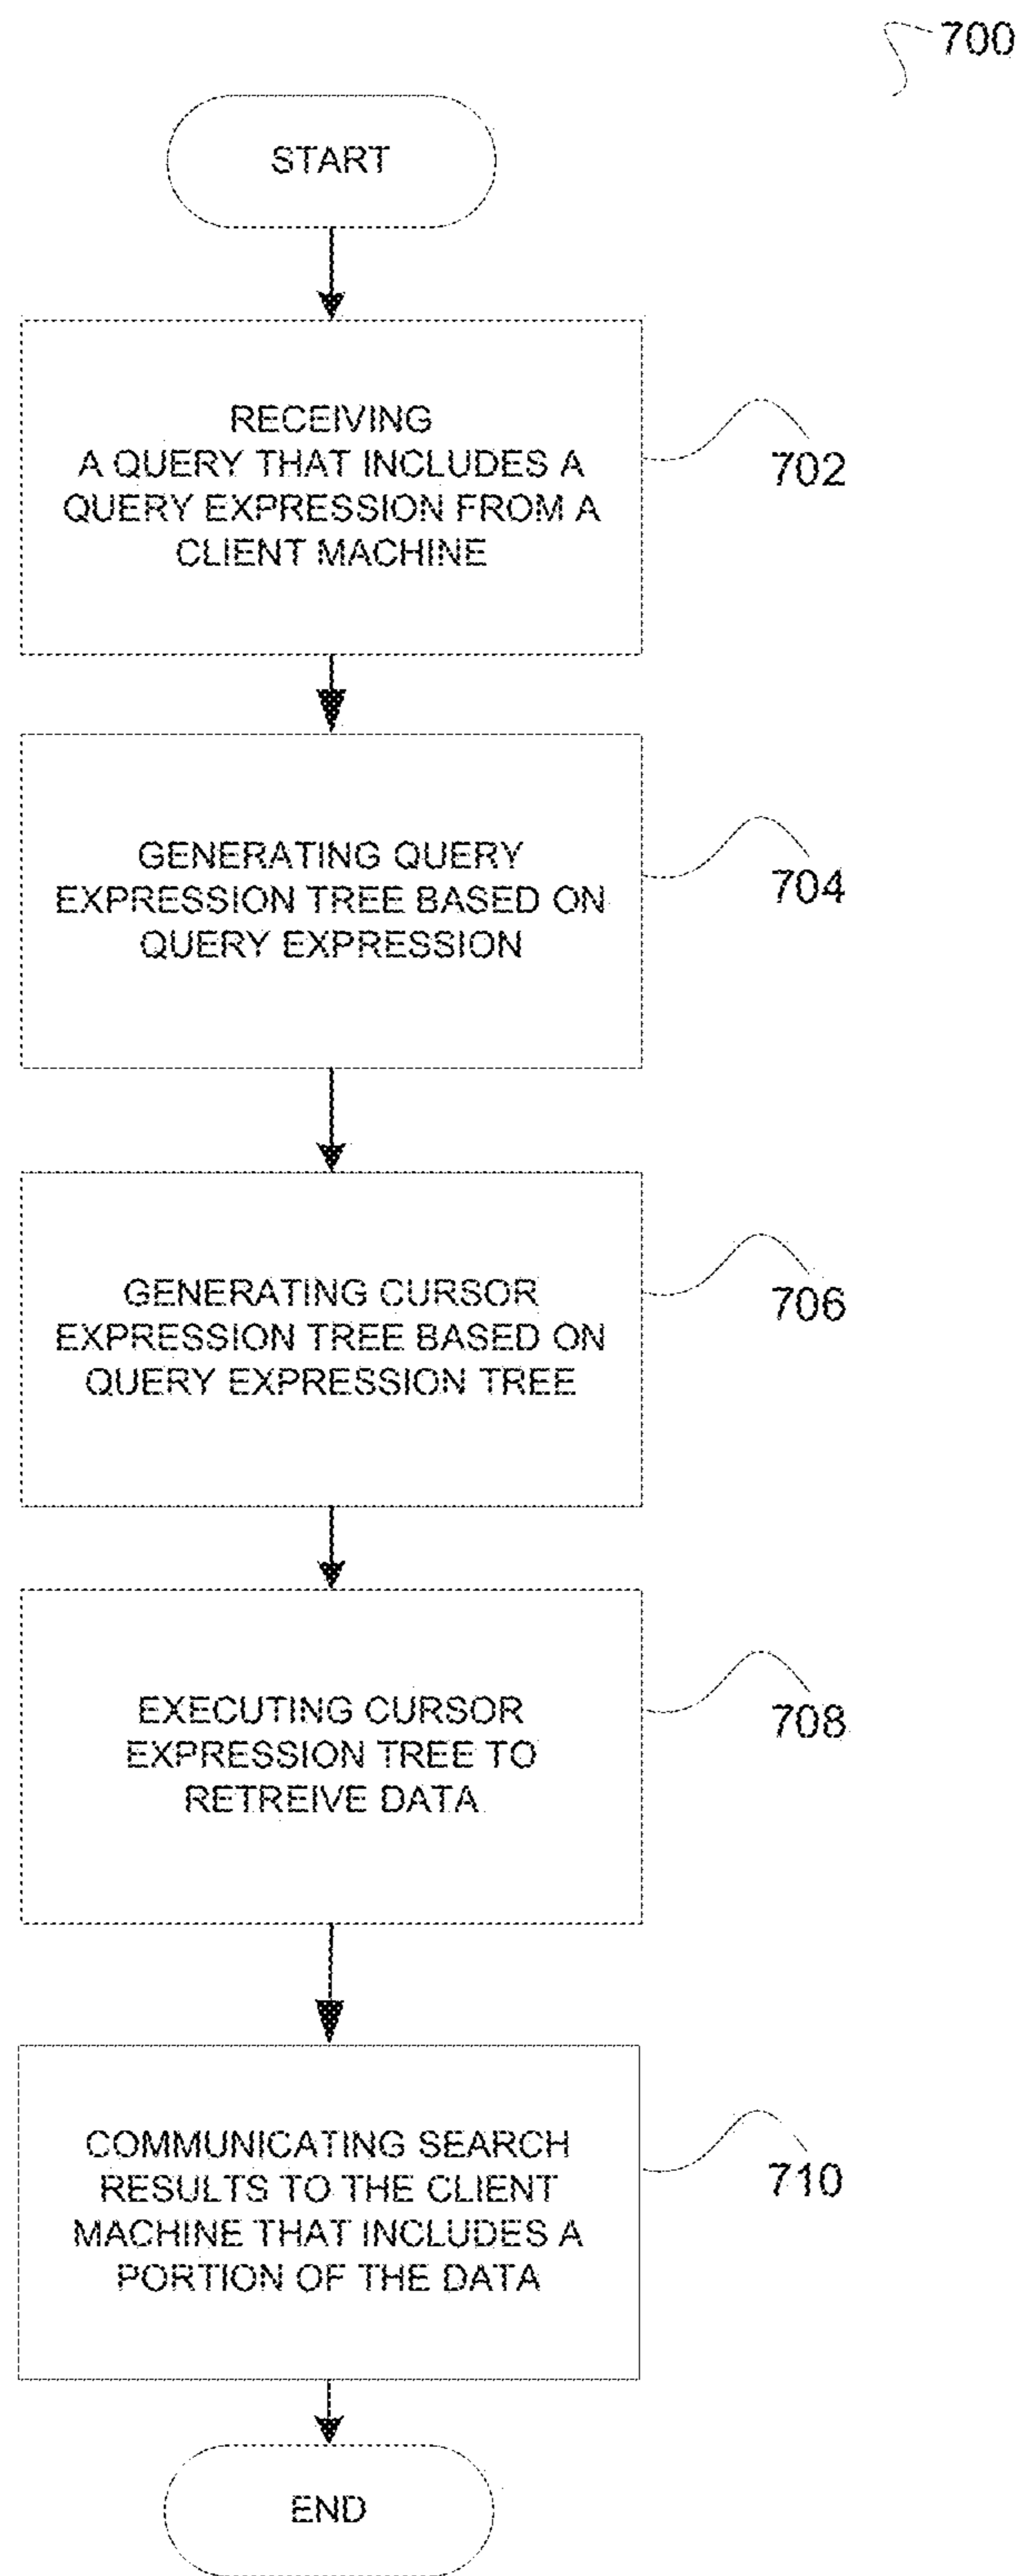 700
START
RECEIVING
A QUERY THAT INCLUDES A
QUERY EXPRESSION FROM A
CLIENT MACHINE
702
GENERATING QUERY
EXPRESSION TREE BASED ON
QUERY EXPRESSION
704
GENERATING CURSOR
EXPRESSION TREE BASED ON
QUERY EXPRESSION TREE
706
EXECUTING CURSOR
EXPRESSION TREE TO
RETREIVE DATA
708
COMMUNICATING SEARCH
RESULTS TO THE CLIENT
MACHINE THAT INCLUDES A
PORTION OF THE DATA
710
END